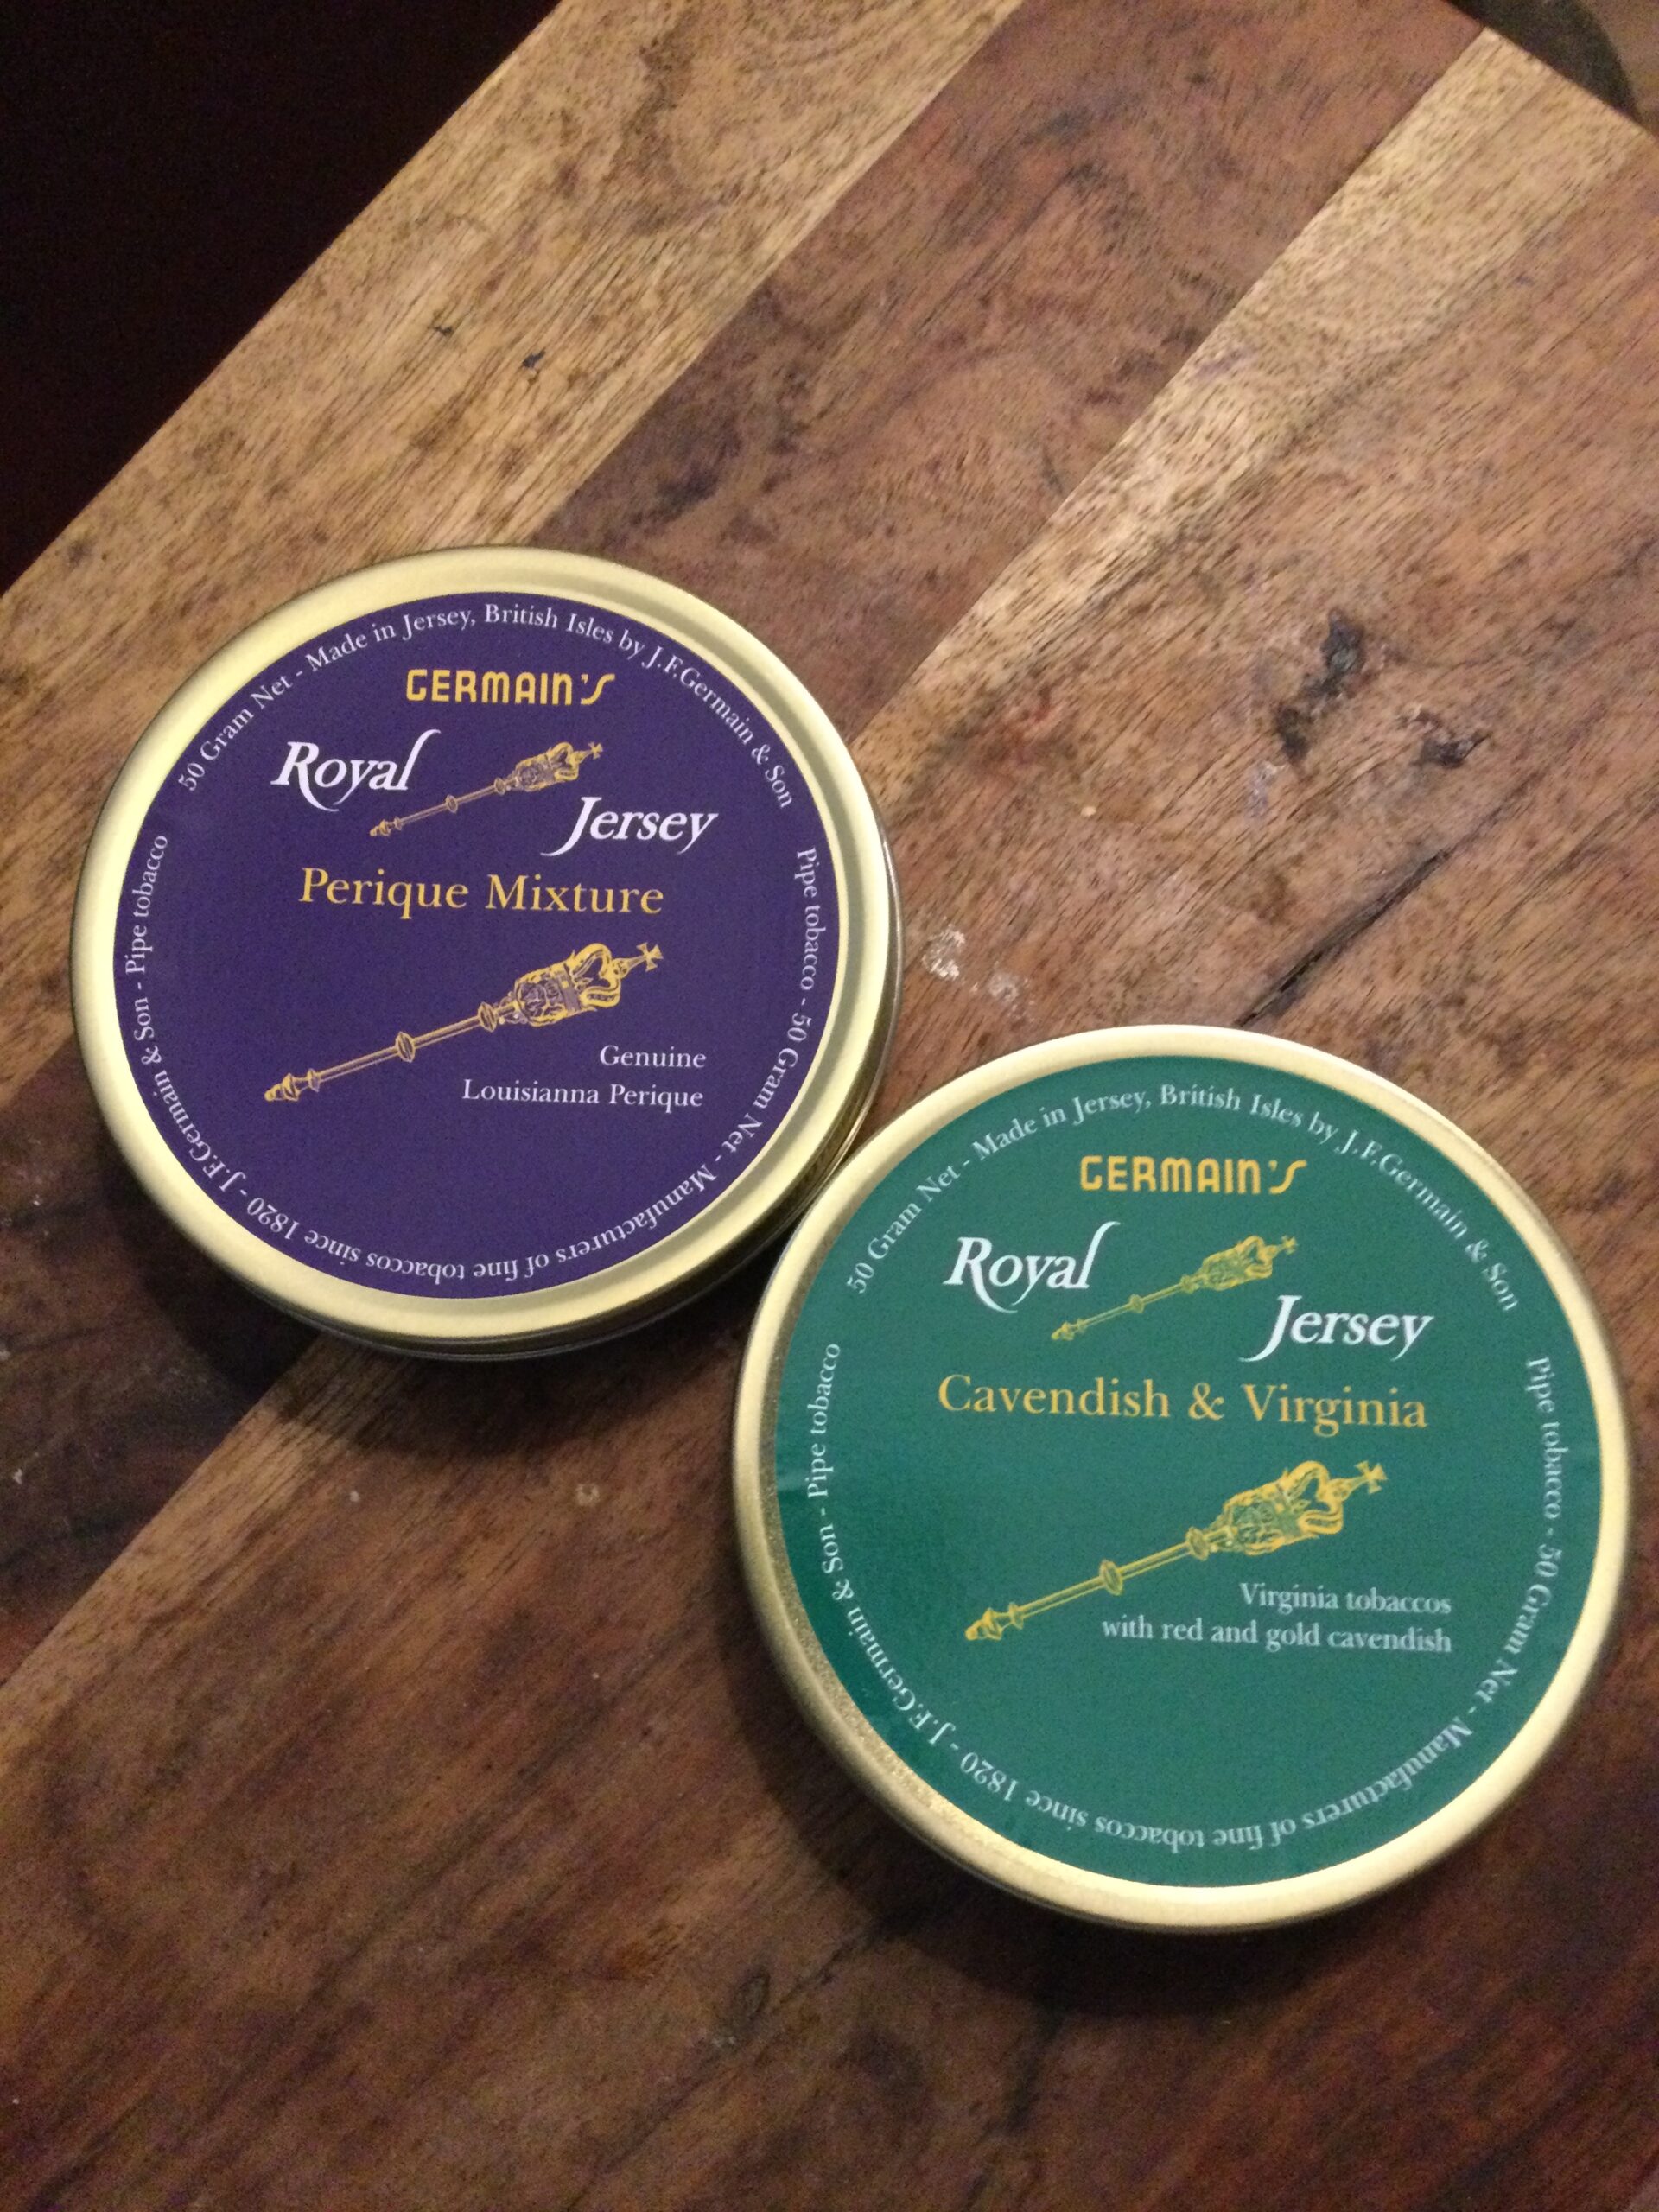 50 Gram Net - Made in Jersey, British Isles by J.F.Germain & Son
GERMAIN'S
Royal
Jersey
Perique Mixture
Genuine
Louisianna Perique
Pipe tobacco - 50 Gram Net - Manufacturers of fine tobaccos since 1820 - J.F.Germain & Son - Pipe tobacco
50 Gram Net - Made in Jersey, British Isles by J.F.Germain & Son
GERMAIN'S
Royal
Jersey
Cavendish & Virginia
Virginia tobaccos
with red and gold cavendish
Pipe tobacco - 50 Gram Net - Manufacturers of fine tobaccos since 1820 - J.F.Germain & Son - Pipe tobacco